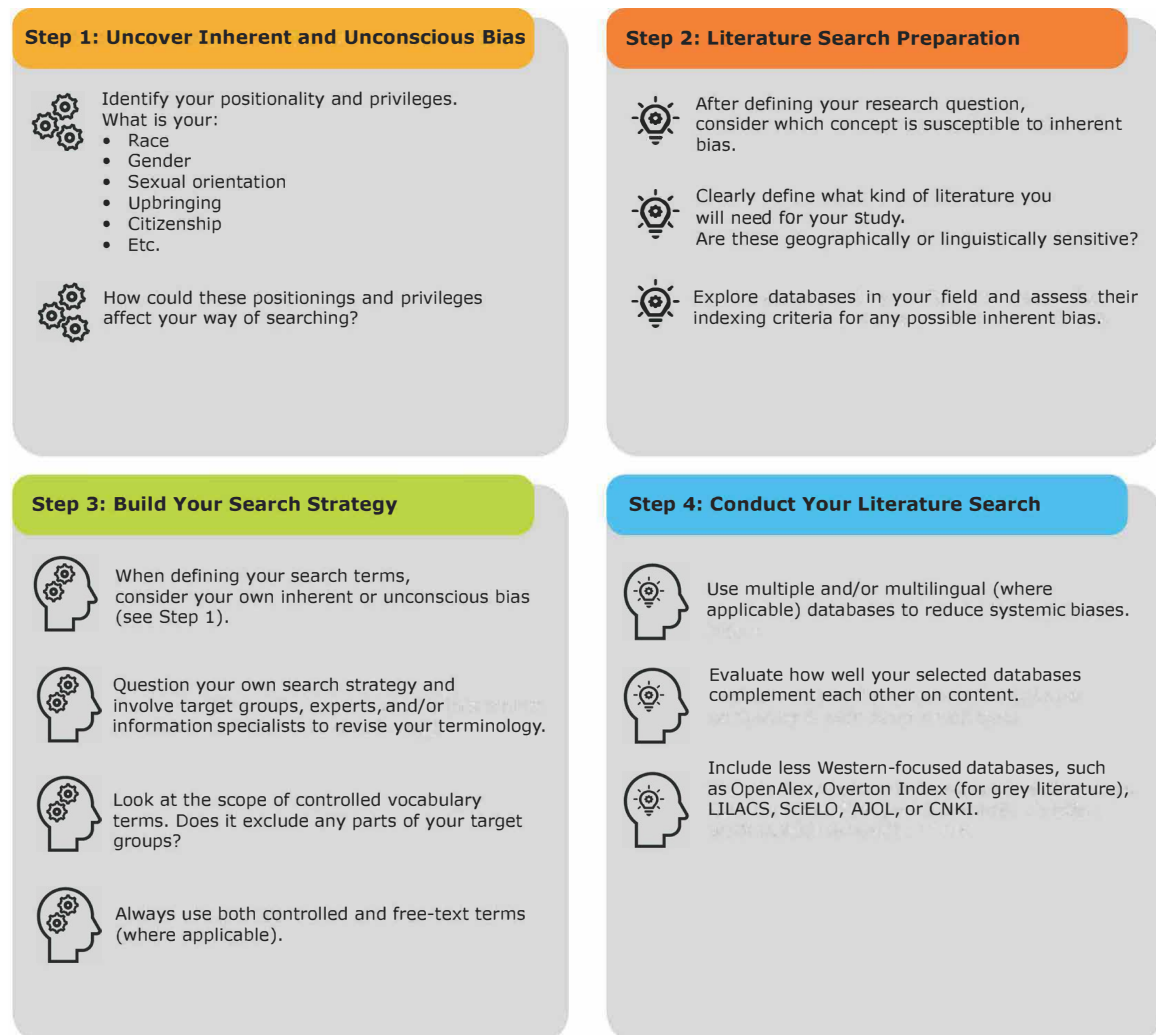 Step 1: Uncover Inherent and Unconscious Bias
Identify your positionality and privileges.
What is your:
• Race
• Gender
• Sexual orientation
• Upbringing
• Citizenship
• Etc.
How could these positionings and privileges
affect your way of searching?
Step 2: Literature Search Preparation
After defining your research question,
consider which concept is susceptible to inherent
bias.
Clearly define what kind of literature you
will need for your study.
Are these geographically or linguistically sensitive?
Explore databases in your field and assess their
indexing criteria for any possible inherent bias.
Step 3: Build Your Search Strategy
When defining your search terms,
consider your own inherent or unconscious bias
(see Step 1).
Question your own search strategy and
involve target groups, experts, and/or
information specialists to revise your terminology.
Look at the scope of controlled vocabulary
terms. Does it exclude any parts of your target
groups?
Always use both controlled and free-text terms
(where applicable).
Step 4: Conduct Your Literature Search
Use multiple and/or multilingual (where
applicable) databases to reduce systemic biases.
Evaluate how well your selected databases
complement each other on content.
Include less Western-focused databases, such
as OpenAlex, Overton Index (for grey literature),
LILACS, SciELO, AJOL, or CNKI.